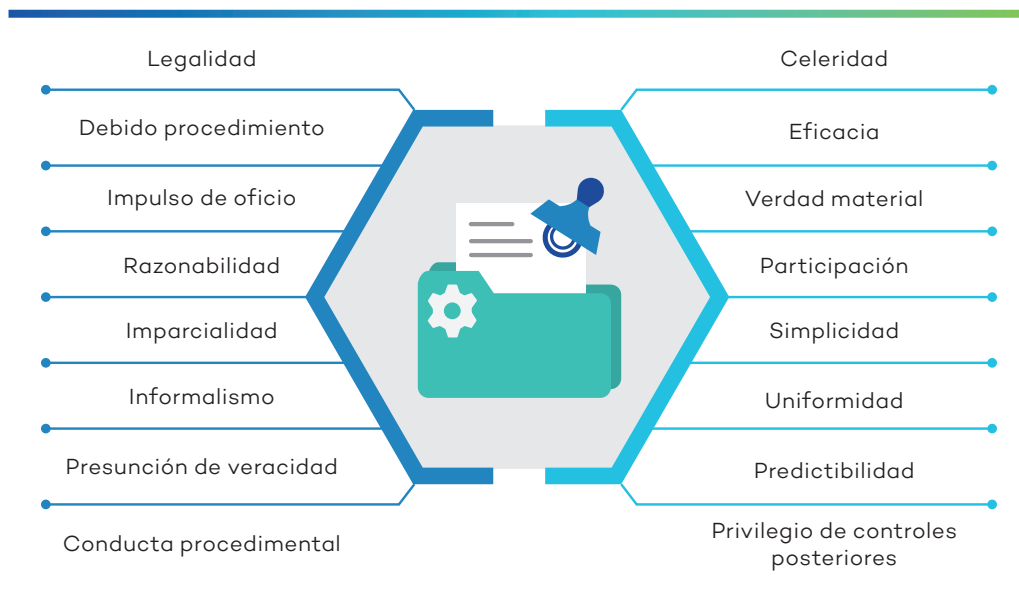 Legalidad
Debido procedimiento
Impulso de oficio
Razonabilidad
Imparcialidad
Informalismo
Presunción de veracidad
Conducta procedimental
Celeridad
Eficacia
Verdad material
Participación
Simplicidad
Uniformidad
Predictibilidad
Privilegio de controles
posteriores